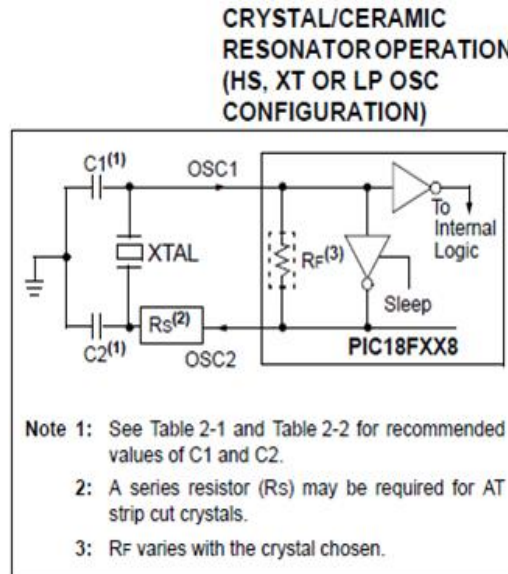 CRYSTAL/CERAMIC
RESONATOR OPERATION
(HS, XT OR LP OSC
CONFIGURATION)
C1(1)
OSC1
To
Internal
Logic
XTAL
RF(3)
Sleep
C2(1)
RS(2)
OSC2
PIC18FXX8
Note 1: See Table 2-1 and Table 2-2 for recommended
values of C1 and C2.
2: A series resistor (RS) may be required for AT
strip cut crystals.
3: RF varies with the crystal chosen.